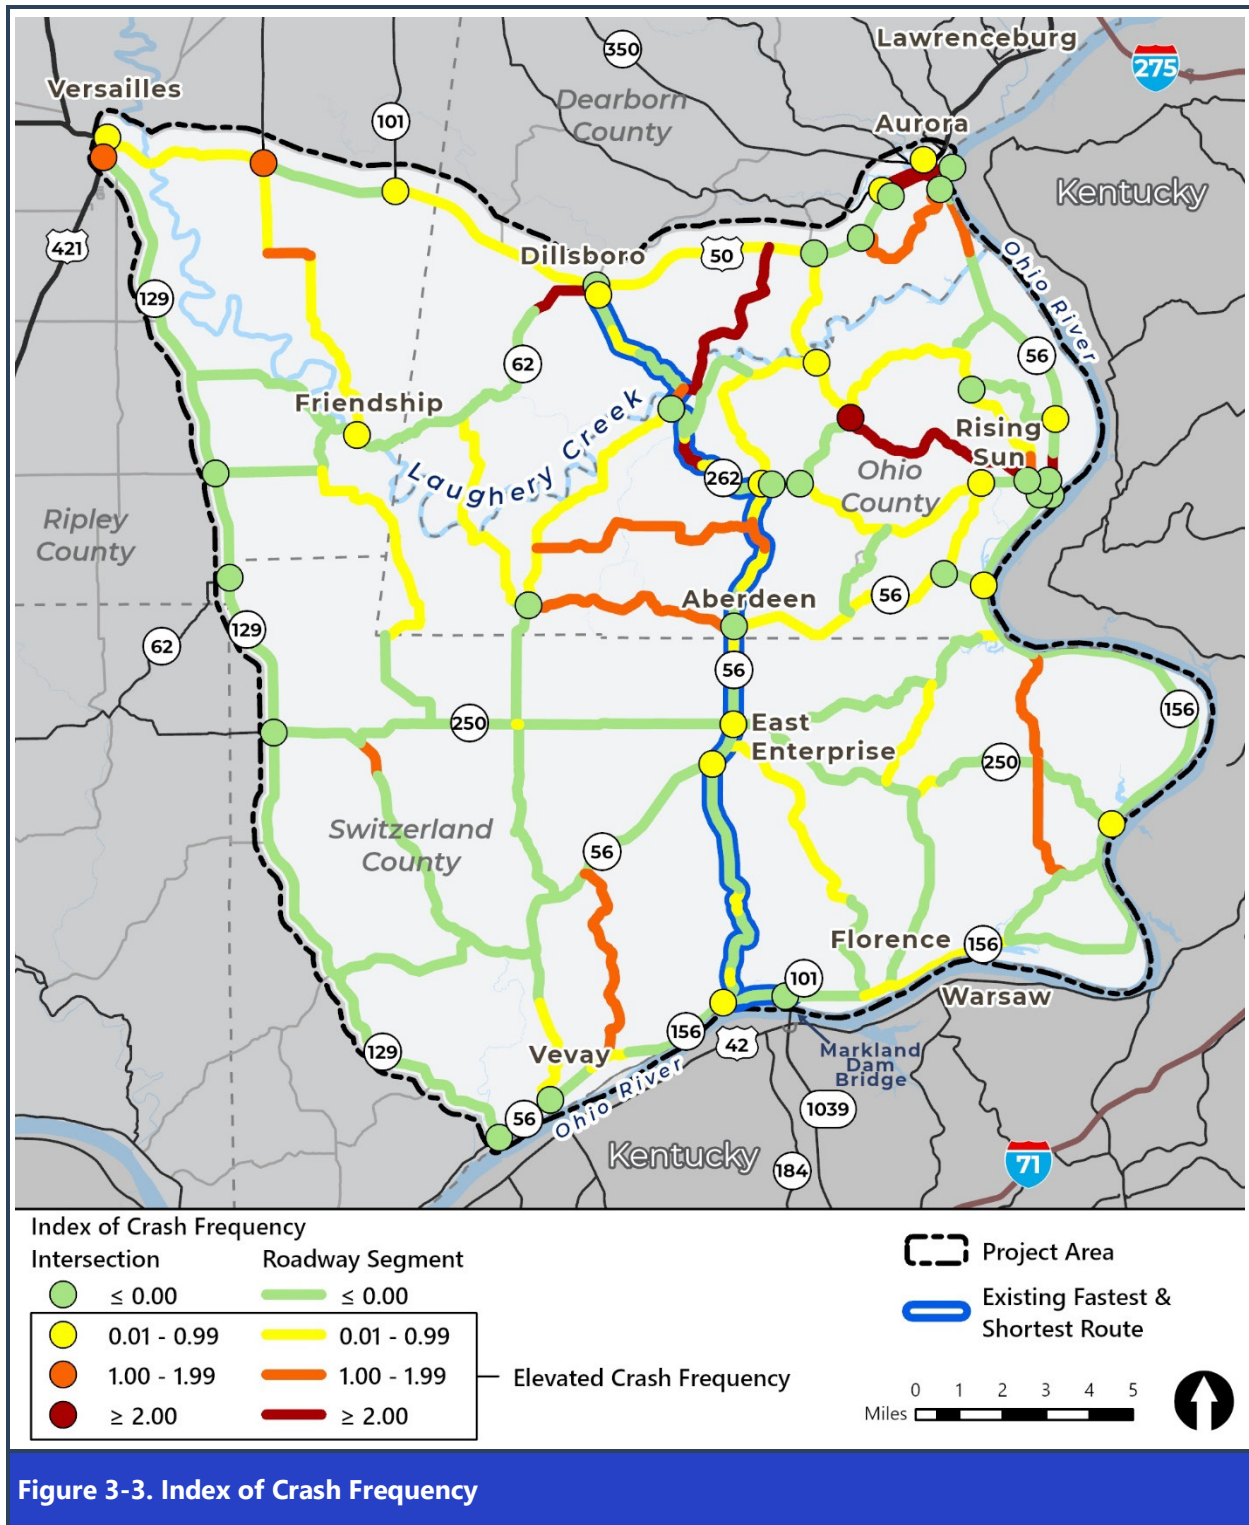 Lawrenceburg
350
275
Versailles
Dearborn
County
101
Aurora
Kentucky
421
50
Dillsboro
Ohio River
129
62
56
Friendship
Laughery Creek
Rising
Sun
262
Ohio
County
Ripley
County
56
Aberdeen
129
62
56
156
250
East
Enterprise
250
Switzerland
County
56
Florence
156
101
Warsaw
156
42
Markland
Dam
Bridge
129
Vevay
56
Ohio River
1039
Kentucky
184
71
Index of Crash Frequency
Intersection Roadway Segment
≤ 0.00 ≤ 0.00
0.01 - 0.99 0.01 - 0.99
1.00 - 1.99 1.00 - 1.99
≥ 2.00 ≥ 2.00
Elevated Crash Frequency
Project Area
Existing Fastest &
Shortest Route
0 1 2 3 4 5
Miles
Figure 3-3. Index of Crash Frequency